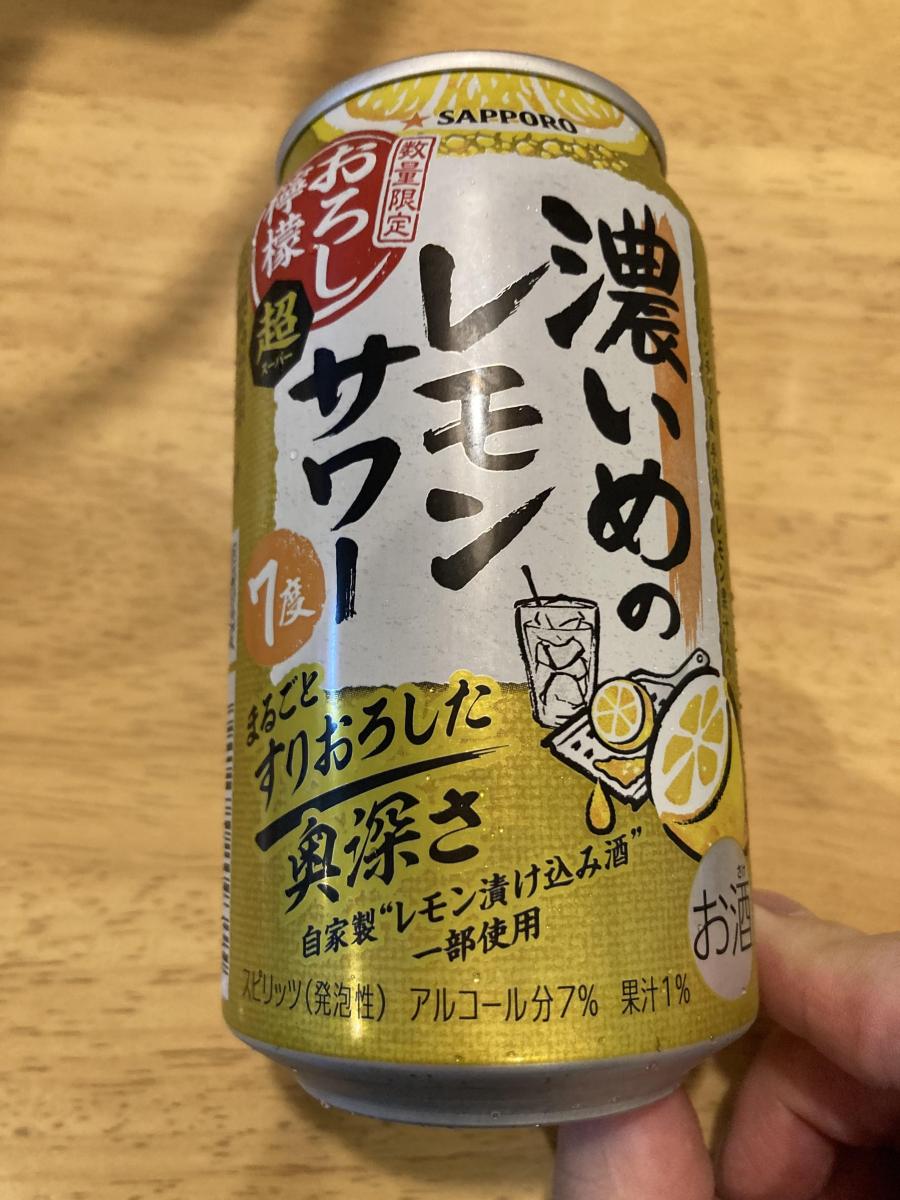 SAPPORO
数量限定
おろし
檸檬
超
スーパー
濃いめの
レモン
サワー
7度
まるごと
すりおろした
奥深さ
自家製“レモン漬け込み酒”
一部使用
さけ
お酒
スピリッツ(発泡性) アルコール分7% 果汁1%